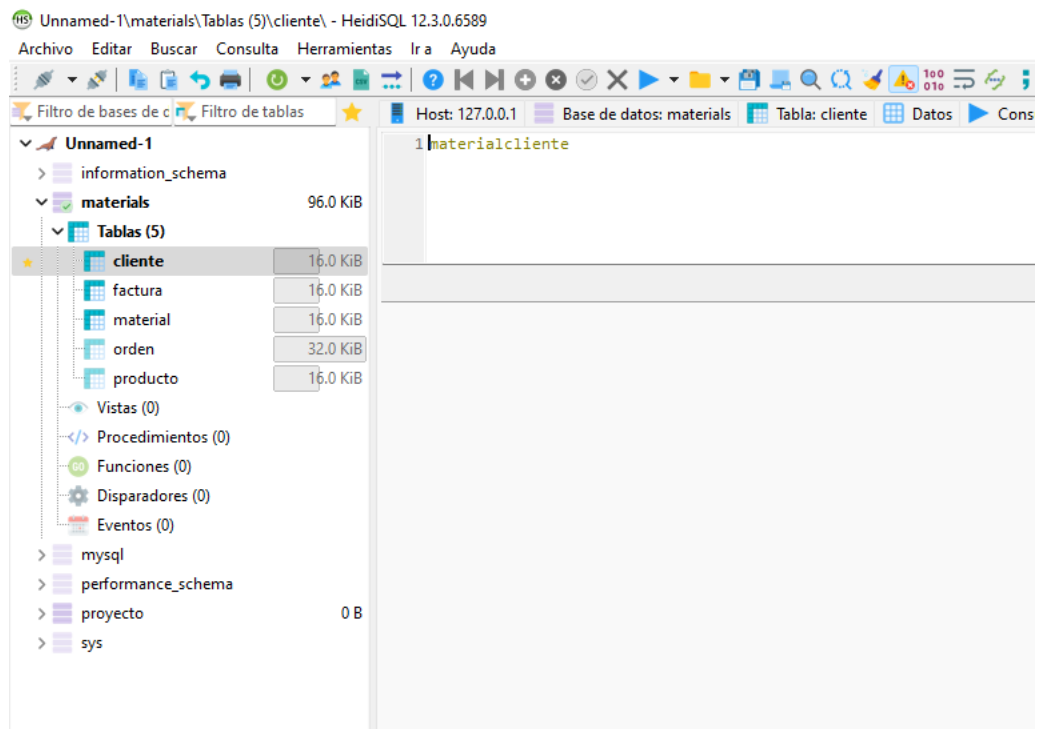 Unnamed-1\materials\Tablas (5)\cliente\ - HeidiSQL 12.3.0.6589
Archivo Editar Buscar Consulta Herramientas Ir a Ayuda
Filtro de bases de c Filtro de tablas
Host: 127.0.0.1 Base de datos: materials Tabla: cliente Datos Cons
Unnamed-1
information_schema
materials 96.0 KiB
Tablas (5)
cliente 16.0 KiB
factura 16.0 KiB
material 16.0 KiB
orden 32.0 KiB
producto 16.0 KiB
Vistas (0)
Procedimientos (0)
Funciones (0)
Disparadores (0)
Eventos (0)
mysql
performance_schema
proyecto 0 B
sys
1 materialcliente